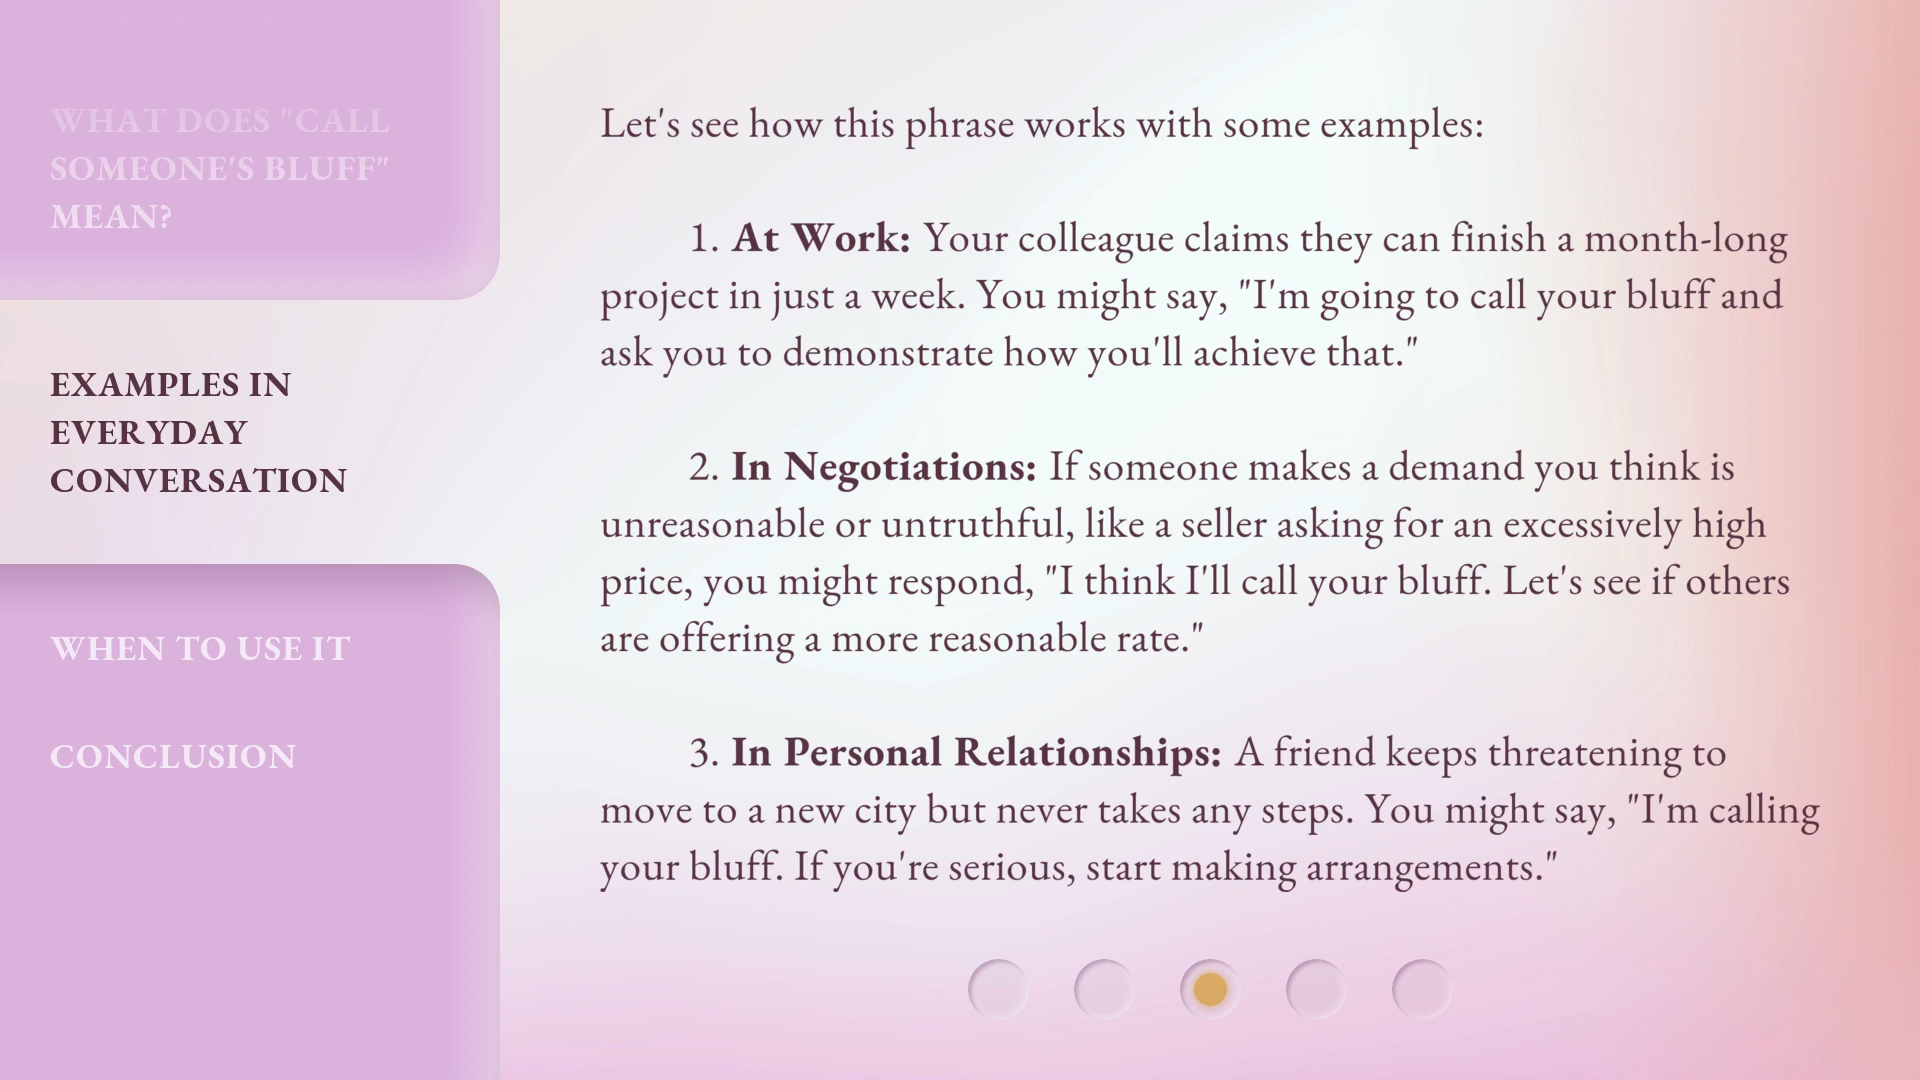 WHAT DOES "CALL
SOMEONE'S BLUFF"
MEAN?
EXAMPLES IN
EVERYDAY
CONVERSATION
WHEN TO USE IT
CONCLUSION
Let's see how this phrase works with some examples:
1. At Work: Your colleague claims they can finish a month-long
project in just a week. You might say, "I'm going to call your bluff and
ask you to demonstrate how you'll achieve that."
2. In Negotiations: If someone makes a demand you think is
unreasonable or untruthful, like a seller asking for an excessively high
price, you might respond, "I think I'll call your bluff. Let's see if others
are offering a more reasonable rate."
3. In Personal Relationships: A friend keeps threatening to
move to a new city but never takes any steps. You might say, "I'm calling
your bluff. If you're serious, start making arrangements."